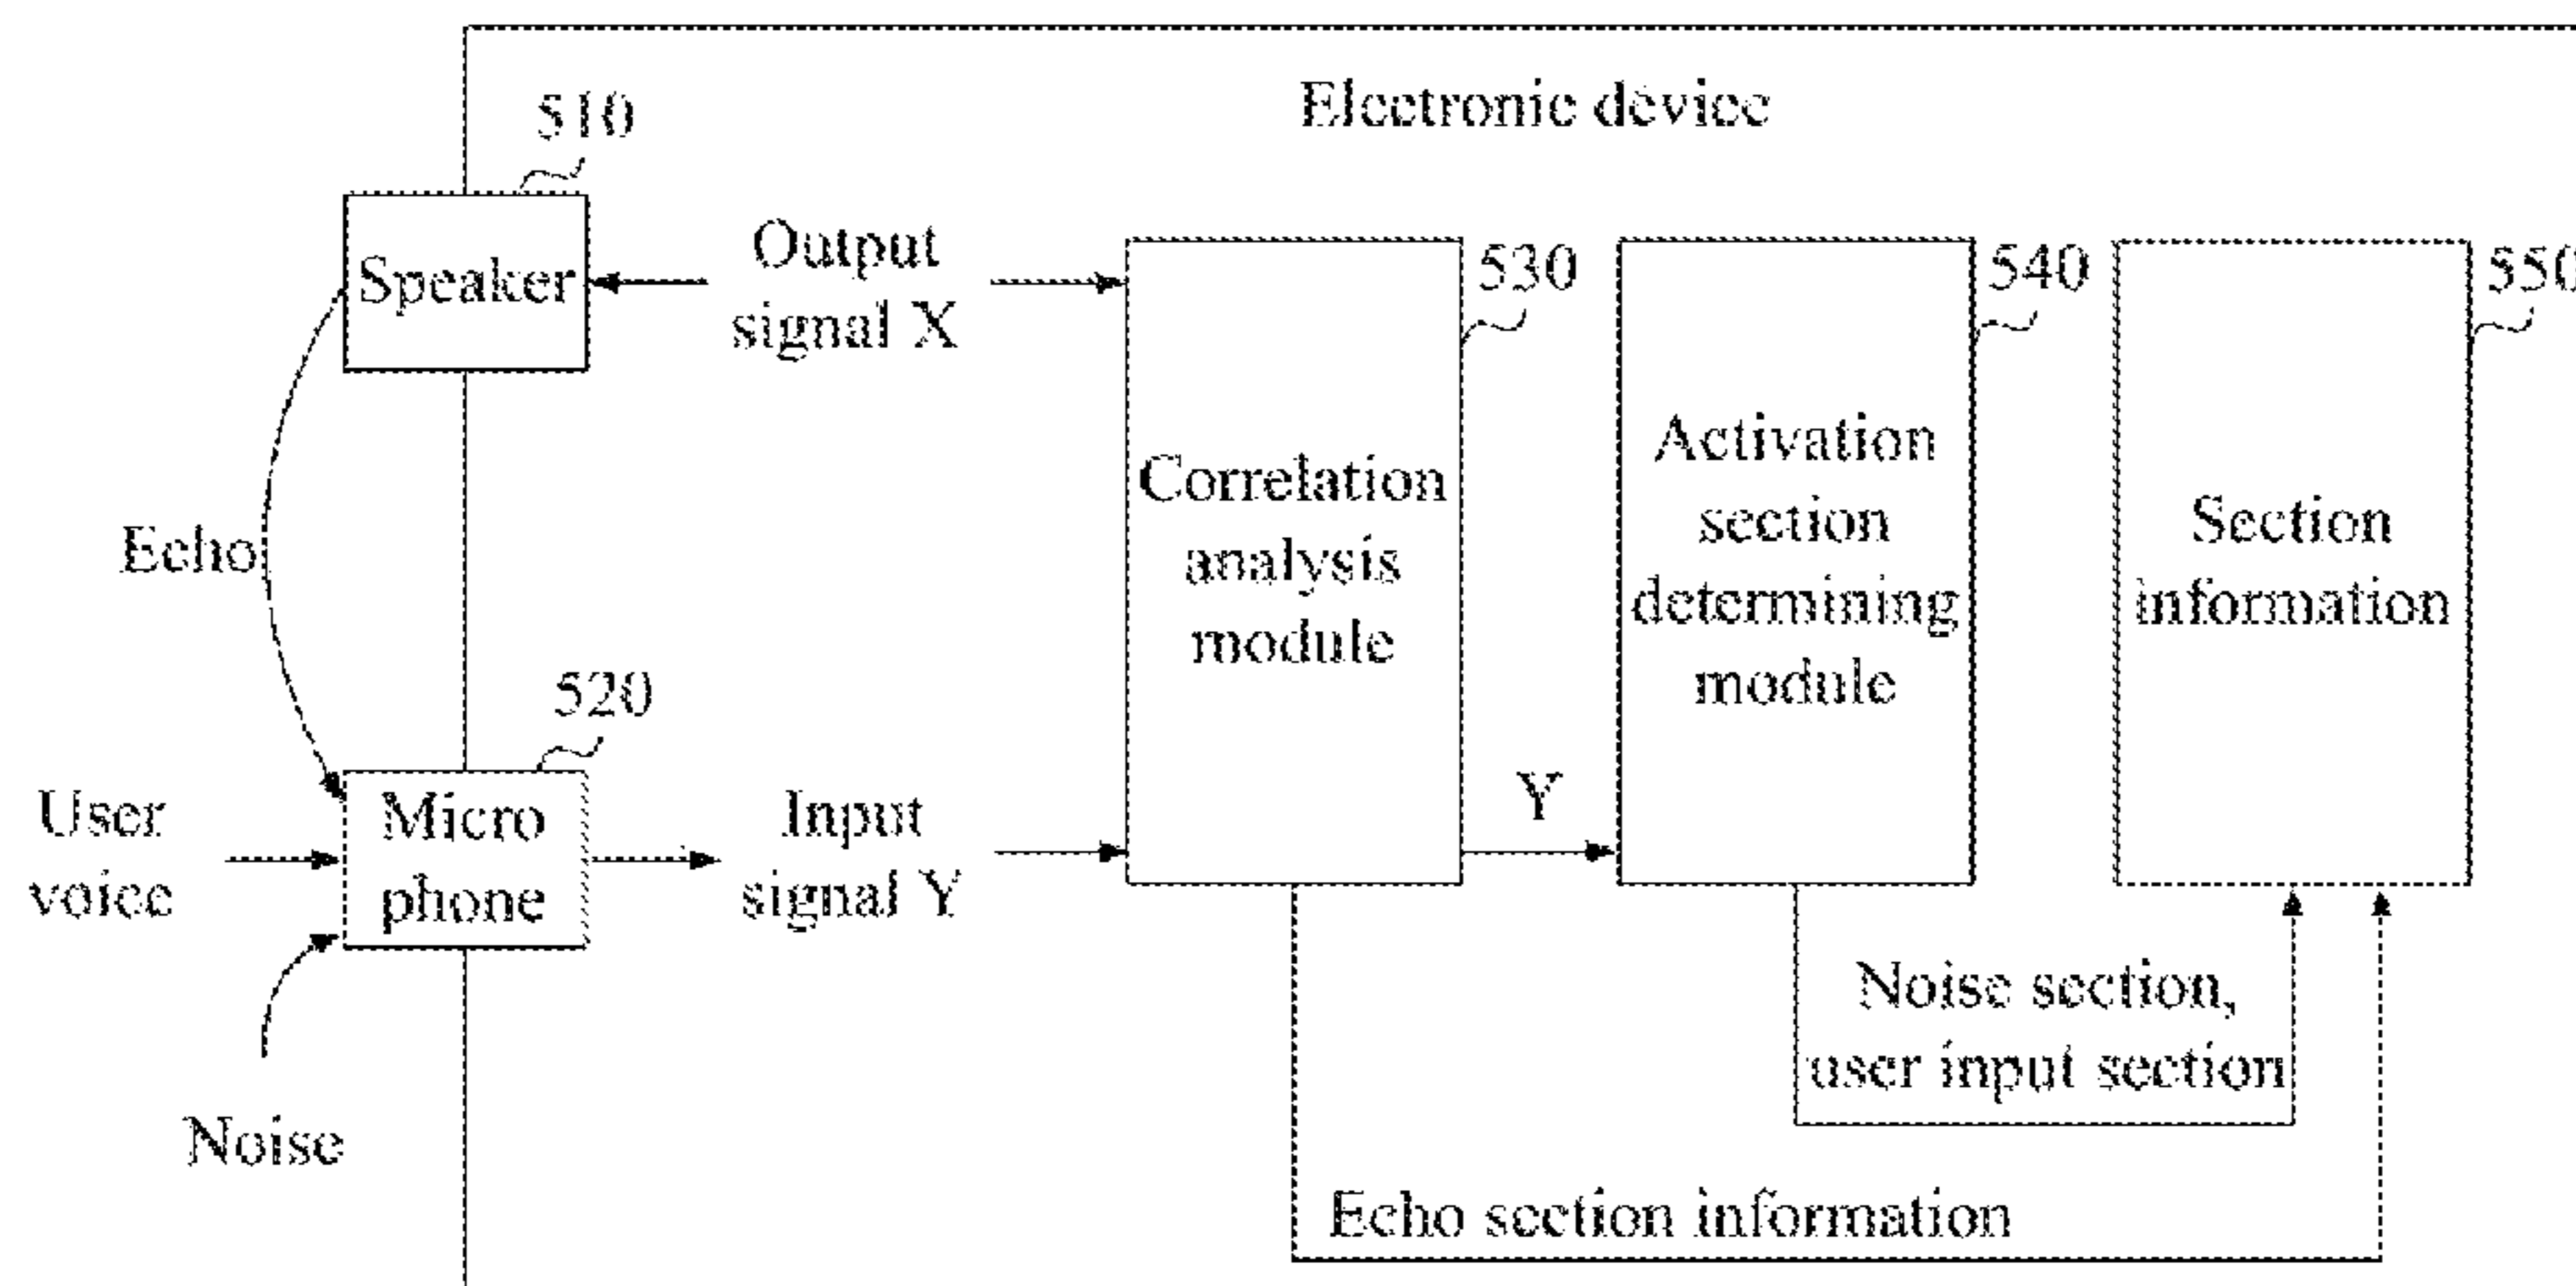 Electronic device
510
Speaker
Output
signal X
530
540
550
Correlation
analysis
module
Activation
section
determining
module
Section
information
Echo
520
User
voice
Micro
phone
Input
signal Y
Y
Noise section,
user input section
Noise
Echo section information